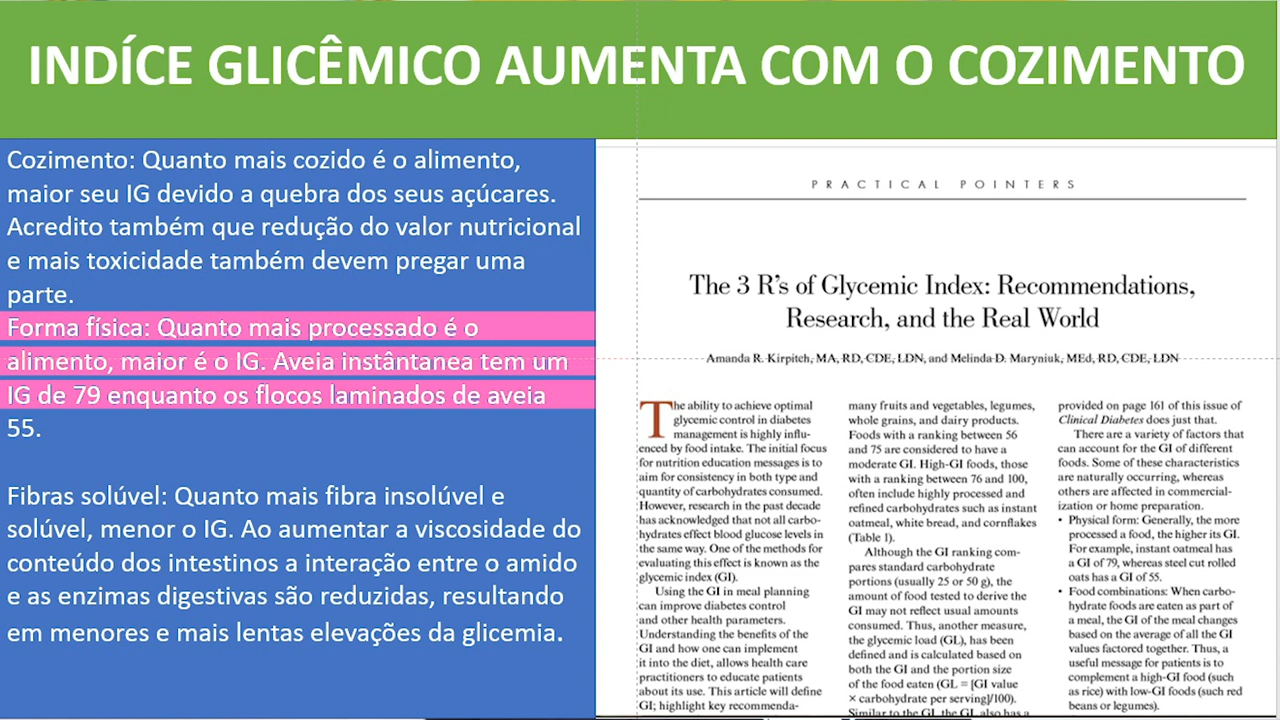 INDÍCE GLICÊMICO AUMENTA COM O COZIMENTO
Cozimento: Quanto mais cozido é o alimento,
maior seu IG devido a quebra dos seus açúcares.
Acredito também que redução do valor nutricional
e mais toxicidade também devem pregar uma
parte.
Forma física: Quanto mais processado é o
alimento, maior é o IG. Aveia instântanea tem um
IG de 79 enquanto os flocos laminados de aveia
55.
Fibras solúvel: Quanto mais fibra insolúvel e
solúvel, menor o IG. Ao aumentar a viscosidade do
conteúdo dos intestinos a interação entre o amido
e as enzimas digestivas são reduzidas, resultando
em menores e mais lentas elevações da glicemia.
PRACTICAL POINTERS
The 3 R's of Glycemic Index: Recommendations,
Research, and the Real World
Amanda R. Kirpitch, MA, RD, CDE, LDN, and Melinda D. Maryniuk, MEd, RD, CDE, LDN
The ability to achieve optimal
glycemic control in diabetes
management is highly influ-
enced by food intake. The initial focus
for nutrition education messages is to
aim for consistency in both type and
quantity of carbohydrates consumed.
However, research in the past decade
has acknowledged that not all carbo-
hydrates effect blood glucose levels in
the same way. One of the methods for
evaluating this effect is known as the
glycemic index (GI).
Using the GI in meal planning
can improve diabetes control
and other health parameters.
Understanding the benefits of the
GI and how one can implement
it into the diet, allows health care
practitioners to educate patients
about its use. This article will define
GI; highlight key recommenda-
many fruits and vegetables, legumes,
whole grains, and dairy products.
Foods with a ranking between 56
and 75 are considered to have a
moderate GI. High-GI foods, those
with a ranking between 76 and 100,
often include highly processed and
refined carbohydrates such as instant
oatmeal, white bread, and cornflakes
(Table 1).
Although the GI ranking com-
pares standard carbohydrate
portions (usually 25 or 50 g), the
amount of food tested to derive the
GI may not reflect usual amounts
consumed. Thus, another measure,
the glycemic load (GL), has been
defined and is calculated based on
both the GI and the portion size
of the food eaten (GL = [GI value
× carbohydrate per serving]/100).
Similar to the GI, the GL also has a
provided on page 161 of this issue of
Clinical Diabetes does just that.
There are a variety of factors that
can account for the GI of different
foods. Some of these characteristics
are naturally occurring, whereas
others are affected in commercial-
ization or home preparation.
• Physical form: Generally, the more
processed a food, the higher its GI.
For example, instant oatmeal has
a GI of 79, whereas steel cut rolled
oats has a GI of 55.
• Food combinations: When carbo-
hydrate foods are eaten as part of
a meal, the GI of the meal changes
based on the average of all the GI
values factored together. Thus, a
useful message for patients is to
complement a high-GI food (such
as rice) with low-GI foods (such red
beans or legumes).